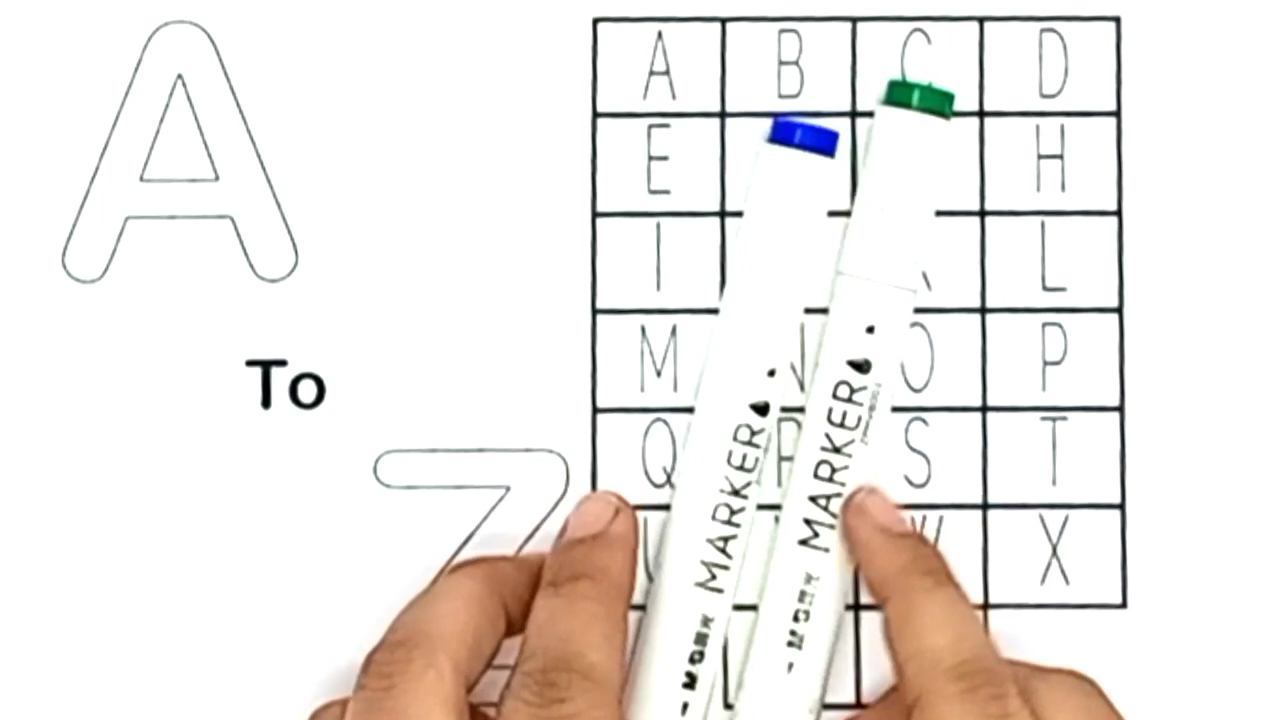 A
To
A B C D
E H
I L
M N O P
Q R S T
W X
MARKER
MARKER